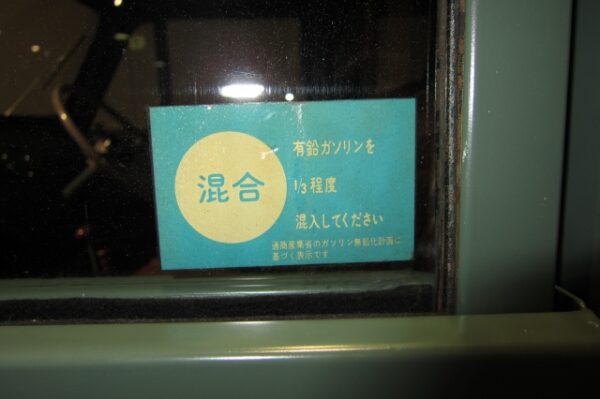 混合
有鉛ガソリンを
1/3程度
混入してください
通商産業省のガソリン無鉛化計画に
基づく表示です